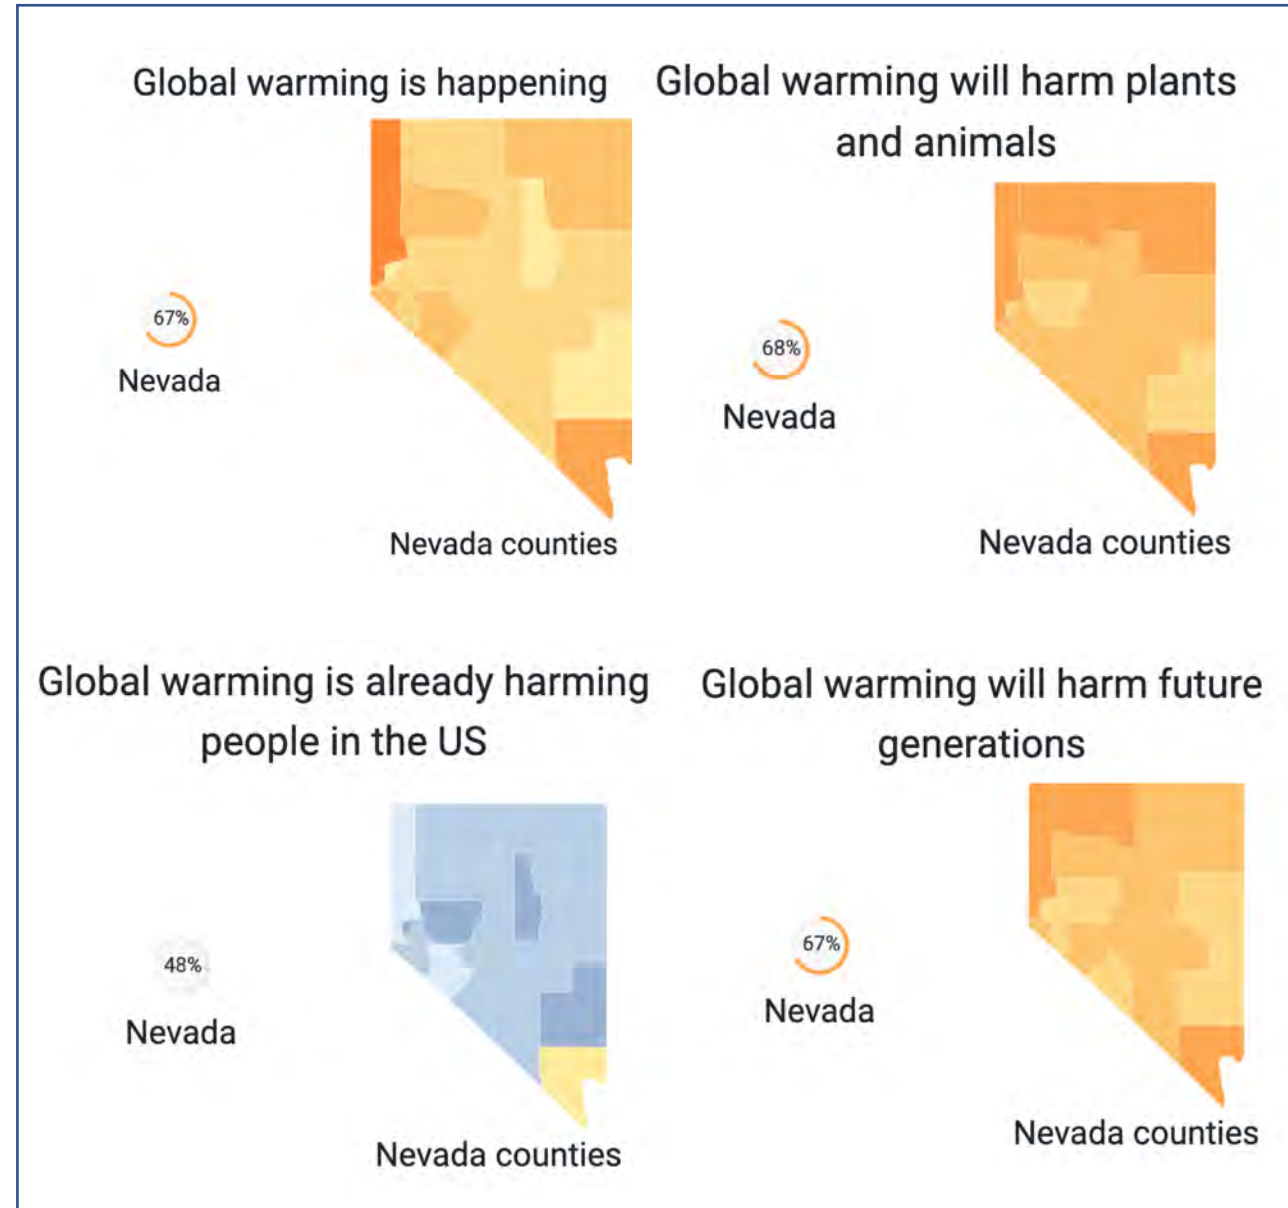 Global warming is happening
67%
Nevada
Nevada counties
Global warming will harm plants
and animals
68%
Nevada
Nevada counties
Global warming is already harming
people in the US
48%
Nevada
Nevada counties
Global warming will harm future
generations
67%
Nevada
Nevada counties